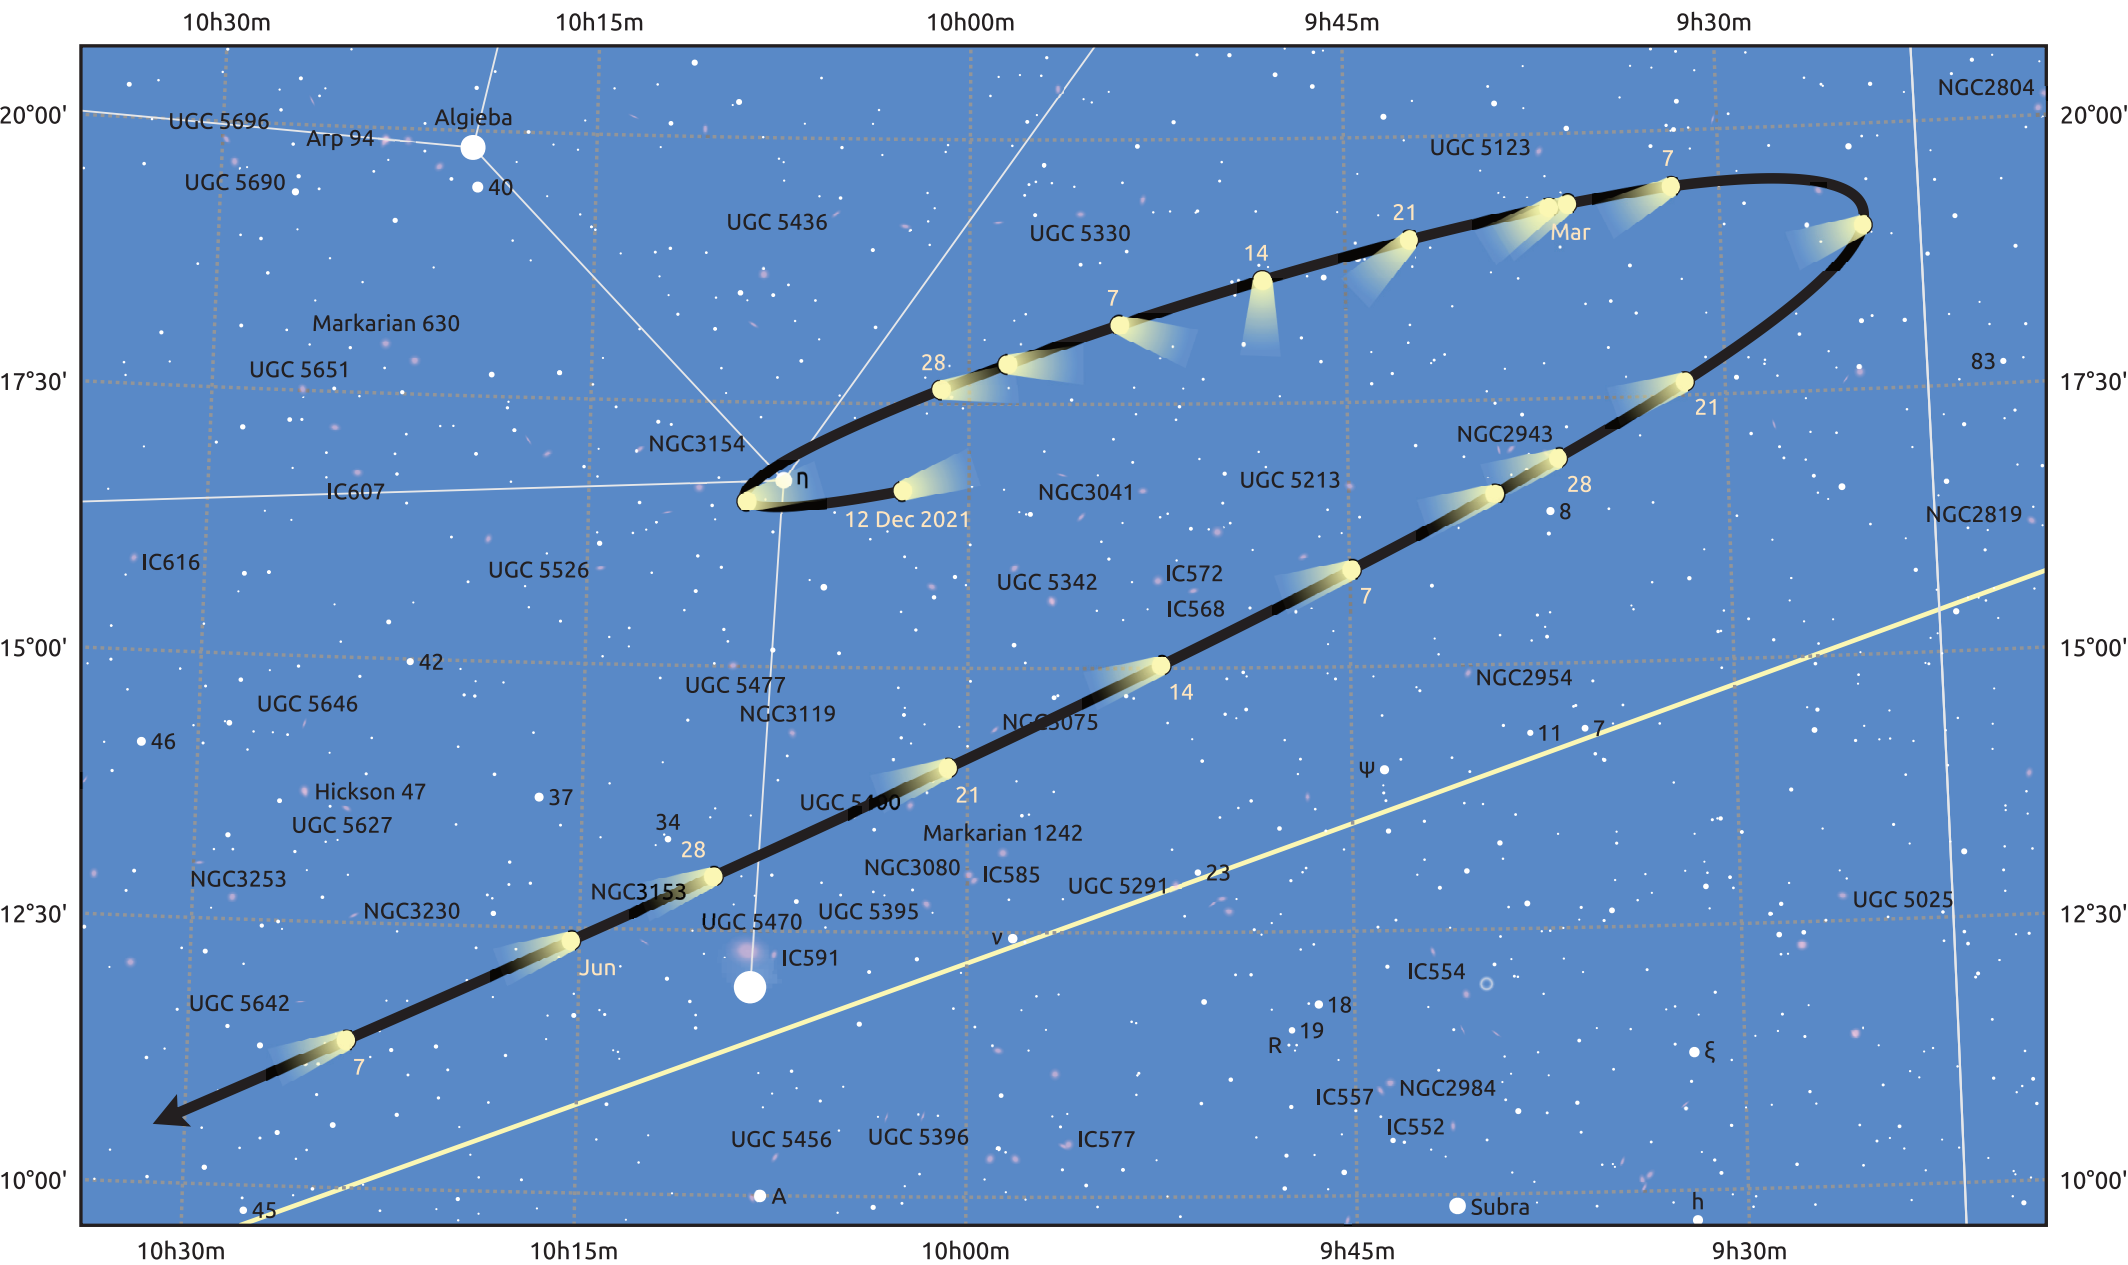 10h30m 10h15m 10h00m 9h45m 9h30m
NGC2804
20°00' 20°00'
Algieba
UGC 5696
Arp 94
UGC 5123
7
UGC 5690
40
21
UGC 5436
UGC 5330
Mar
14
7
Markarian 630
28
83
UGC 5651
17°30' 17°30'
21
NGC2943
NGC3154
η
UGC 5213
28
IC607
NGC3041
8
NGC2819
12 Dec 2021
IC616
UGC 5526
IC572
UGC 5342
7
IC568
15°00' 15°00'
42
NGC2954
UGC 5477
14
UGC 5646
NGC3119
NGC3075
7
11
46
ψ
Hickson 47
37
21
UGC 5400
34
UGC 5627
Markarian 1242
28
NGC3080
IC585
23
NGC3253
UGC 5291
NGC3153
UGC 5025
NGC3230
UGC 5395
12°30' 12°30'
UGC 5470
ν
IC591
Jun
IC554
UGC 5642
18
19
R
ξ
7
NGC2984
IC557
IC552
UGC 5456
UGC 5396
IC577
10°00' 10°00'
A
h
Subra
45
10h30m 10h15m 10h00m 9h45m 9h30m